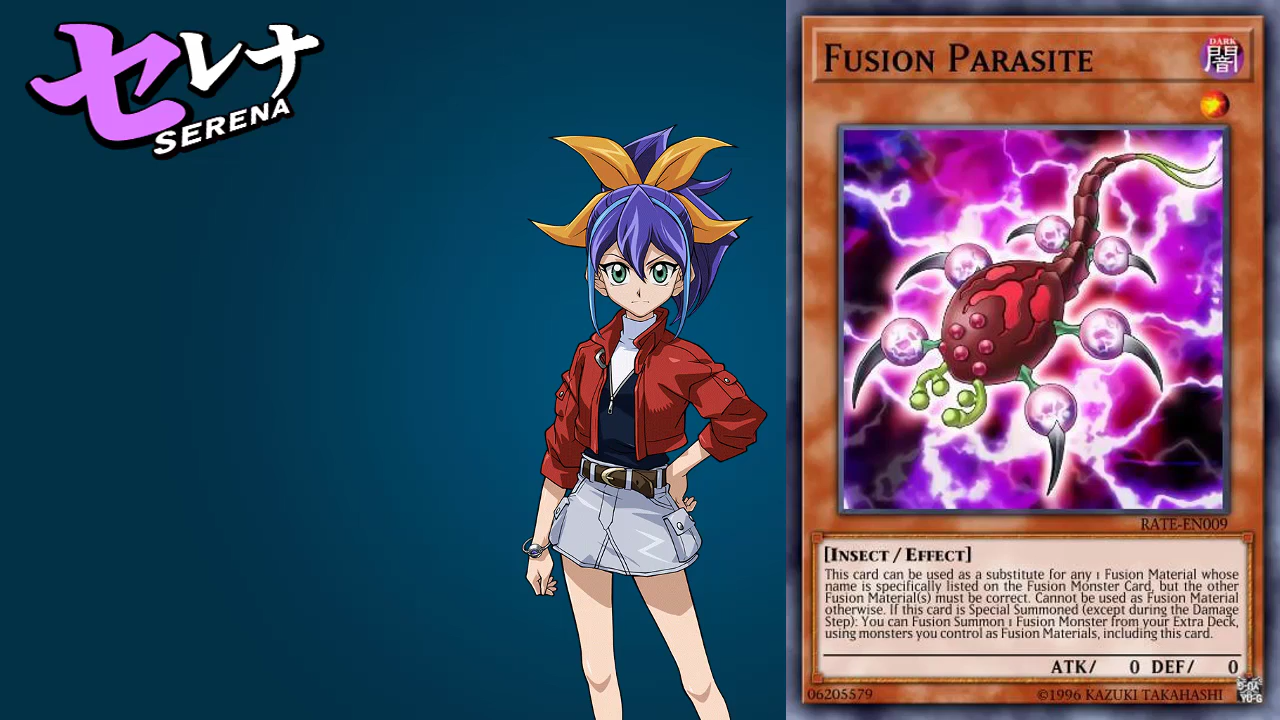 セレナ
SERENA
FUSION PARASITE
DARK
闇
RATE-EN009
[INSECT / EFFECT]
This card can be used as a substitute for any 1 Fusion Material whose
name is specifically listed on the Fusion Monster Card, but the other
Fusion Material(s) must be correct. Cannot be used as Fusion Material
otherwise. If this card is Special Summoned (except during the Damage
Step): You can Fusion Summon 1 Fusion Monster from your Extra Deck,
using monsters you control as Fusion Materials, including this card.
ATK/ 0 DEF/ 0
06205579
©1996 KAZUKI TAKAHASHI